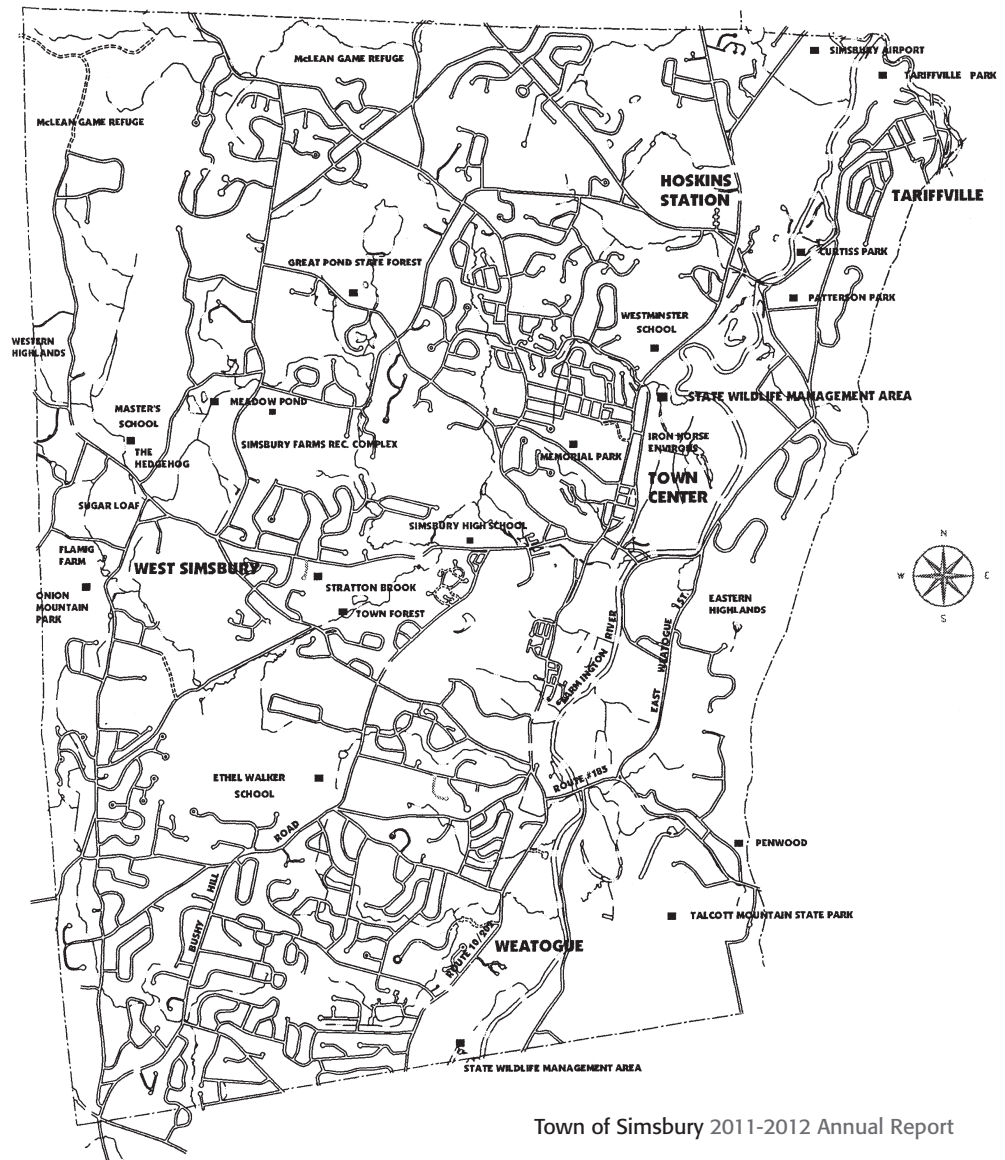 McLEAN GAME REFUGE
SIMSBURY AIRPORT
TARIFFVILLE PARK
McLEAN GAME REFUGE
HOSKINS
STATION
TARIFFVILLE
CURTISS PARK
GREAT POND STATE FOREST
PATTERSON PARK
WESTMINSTER
SCHOOL
WESTERN
HIGHLANDS
STATE WILDLIFE MANAGEMENT AREA
MEADOW POND
MASTER'S
SCHOOL
SIMSBURY FARMS REC. COMPLEX
IRON HORSE
ENVIRONS
THE
HEDGEHOG
MEMORIAL PARK
TOWN
CENTER
SUGAR LOAF
SIMSBURY HIGH SCHOOL
FLAMIG
FARM
WEST SIMSBURY
N
W
E
S
STRATTON BROOK
ONION
MOUNTAIN
PARK
TOWN FOREST
EASTERN
HIGHLANDS
FARMINGTON RIVER
EAST WEATOGUE ST.
ETHEL WALKER
SCHOOL
ROUTE #185
BUSHY HILL ROAD
PENWOOD
TALCOTT MOUNTAIN STATE PARK
ROUTE 10/202
WEATOGUE
STATE WILDLIFE MANAGEMENT AREA
Town of Simsbury 2011-2012 Annual Report